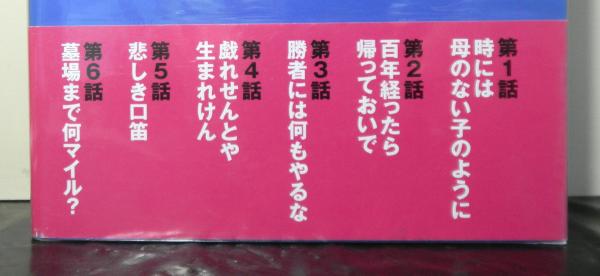 第1話
時には
母のない子のように
第2話
百年経ったら
帰っておいで
第3話
勝者には何もやるな
第4話
戯れせんとや
生まれけん
第5話
悲しき口笛
第6話
墓場まで何マイル？